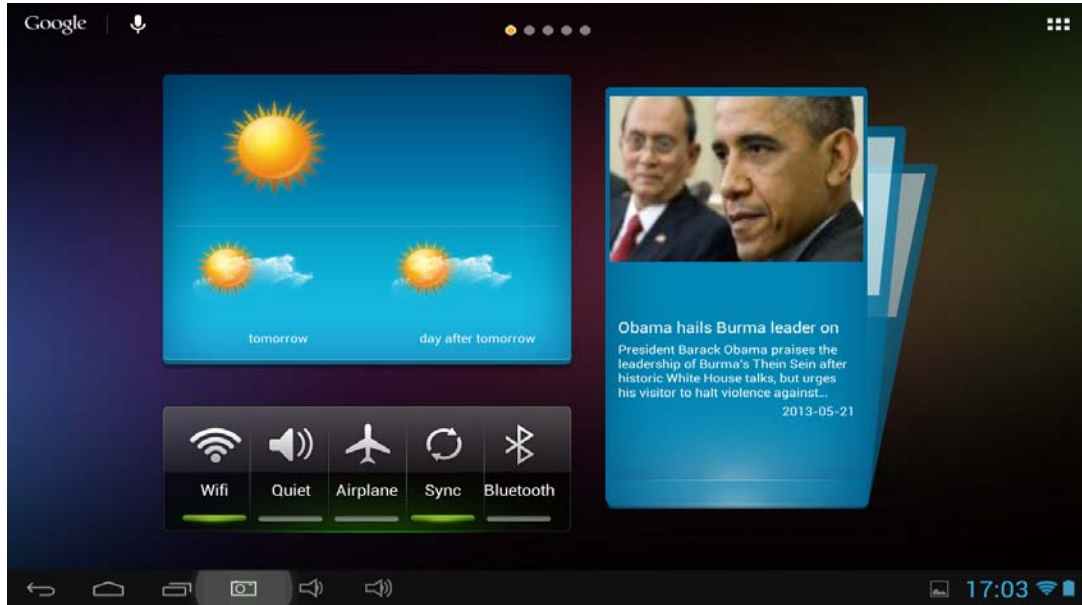 Google
tomorrow
day after tomorrow
Obama hails Burma leader on
President Barack Obama praises the
leadership of Burma's Thein Sein after
historic White House talks, but urges
his visitor to halt violence against...
2013-05-21
Wifi
Quiet
Airplane
Sync
Bluetooth
17:03